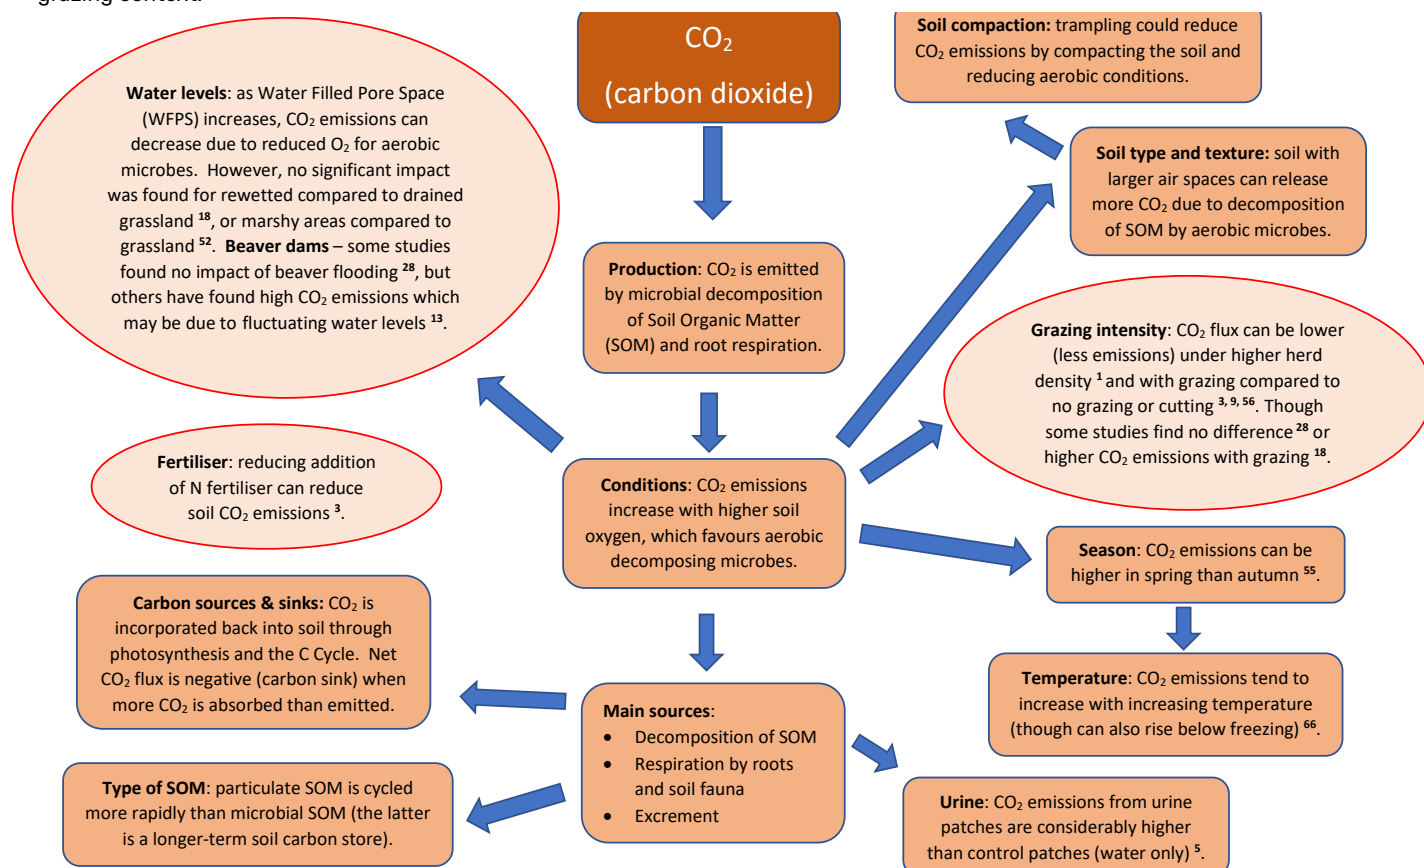 grazing content.
CO₂
(carbon dioxide)
Soil compaction: trampling could reduce
CO₂ emissions by compacting the soil and
reducing aerobic conditions.
Water levels: as Water Filled Pore Space
(WFPS) increases, CO₂ emissions can
decrease due to reduced O₂ for aerobic
microbes. However, no significant impact
was found for rewetted compared to drained
grassland ¹⁸, or marshy areas compared to
grassland ⁵². Beaver dams – some studies
found no impact of beaver flooding ²⁸, but
others have found high CO₂ emissions which
may be due to fluctuating water levels ¹³.
Soil type and texture: soil with
larger air spaces can release
more CO₂ due to decomposition
of SOM by aerobic microbes.
Production: CO₂ is emitted
by microbial decomposition
of Soil Organic Matter
(SOM) and root respiration.
Grazing intensity: CO₂ flux can be lower
(less emissions) under higher herd
density ¹ and with grazing compared to
no grazing or cutting ³, ⁹, ⁵⁶. Though
some studies find no difference ²⁸ or
higher CO₂ emissions with grazing ¹⁸.
Fertiliser: reducing addition
of N fertiliser can reduce
soil CO₂ emissions ³.
Conditions: CO₂ emissions
increase with higher soil
oxygen, which favours aerobic
decomposing microbes.
Season: CO₂ emissions can be
higher in spring than autumn ⁵⁵.
Carbon sources & sinks: CO₂ is
incorporated back into soil through
photosynthesis and the C Cycle. Net
CO₂ flux is negative (carbon sink) when
more CO₂ is absorbed than emitted.
Temperature: CO₂ emissions tend to
increase with increasing temperature
(though can also rise below freezing) ⁶⁶.
Main sources:
• Decomposition of SOM
• Respiration by roots
and soil fauna
• Excrement
Type of SOM: particulate SOM is cycled
more rapidly than microbial SOM (the latter
is a longer-term soil carbon store).
Urine: CO₂ emissions from urine
patches are considerably higher
than control patches (water only) ⁵.